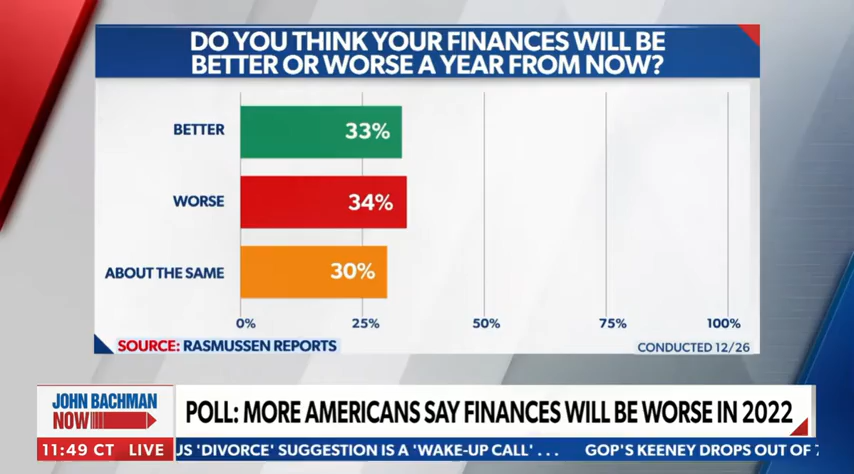 DO YOU THINK YOUR FINANCES WILL BE
BETTER OR WORSE A YEAR FROM NOW?
BETTER
33%
WORSE
34%
ABOUT THE SAME
30%
0%
25%
50%
75%
100%
SOURCE: RASMUSSEN REPORTS
CONDUCTED 12/26
JOHN BACHMAN
NOW
POLL: MORE AMERICANS SAY FINANCES WILL BE WORSE IN 2022
11:49 CT LIVE
US 'DIVORCE' SUGGESTION IS A 'WAKE-UP CALL' . . . GOP'S KEENEY DROPS OUT OF